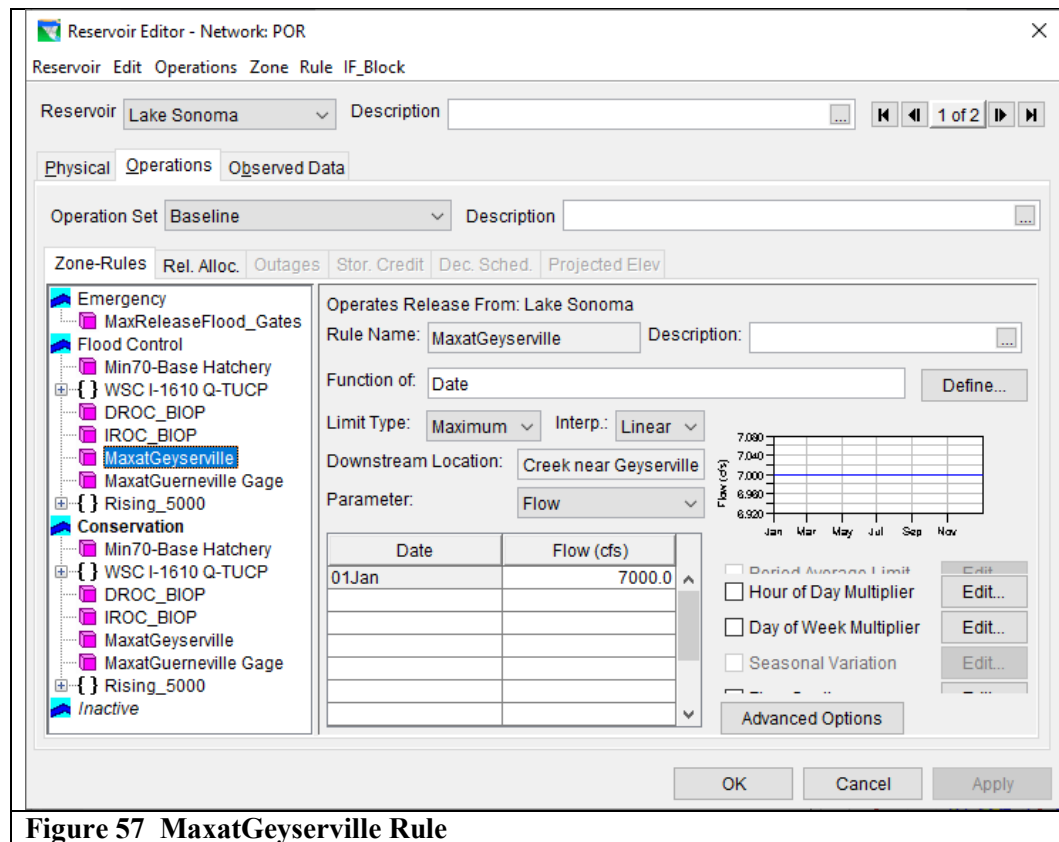 Reservoir Editor - Network: POR
Reservoir Edit Operations Zone Rule IF_Block
Reservoir Lake Sonoma Description ... 1 of 2
Physical Operations Observed Data
Operation Set Baseline Description ...
Zone-Rules Rel. Alloc. Outages Stor. Credit Dec. Sched. Projected Elev
Emergency
MaxReleaseFlood_Gates
Flood Control
Min70-Base Hatchery
{ } WSC I-1610 Q-TUCP
DROC_BIOP
IROC_BIOP
MaxatGeyserville
MaxatGuerneville Gage
{ } Rising_5000
Conservation
Min70-Base Hatchery
{ } WSC I-1610 Q-TUCP
DROC_BIOP
IROC_BIOP
MaxatGeyserville
MaxatGuerneville Gage
{ } Rising_5000
Inactive
Operates Release From: Lake Sonoma
Rule Name: MaxatGeyserville Description: ...
Function of: Date Define...
Limit Type: Maximum Interp.: Linear
Downstream Location: Creek near Geyserville
Parameter: Flow
Date Flow (cfs)
01Jan 7000.0
Flow (cfs)
7,080
7,040
7,000
6,960
6,920
Jan Mar May Jul Sep Nov
Period Average Limit Edit...
Hour of Day Multiplier Edit...
Day of Week Multiplier Edit...
Seasonal Variation Edit...
Advanced Options
OK Cancel Apply
Figure 57 MaxatGeyserville Rule